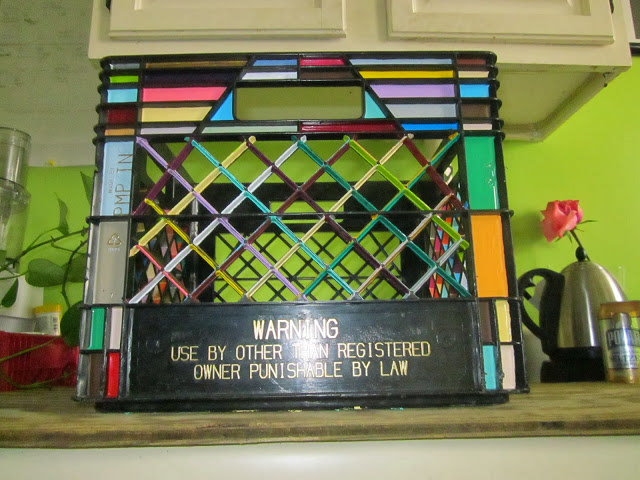 WARNING
USE BY OTHER THAN REGISTERED
OWNER PUNISHABLE BY LAW